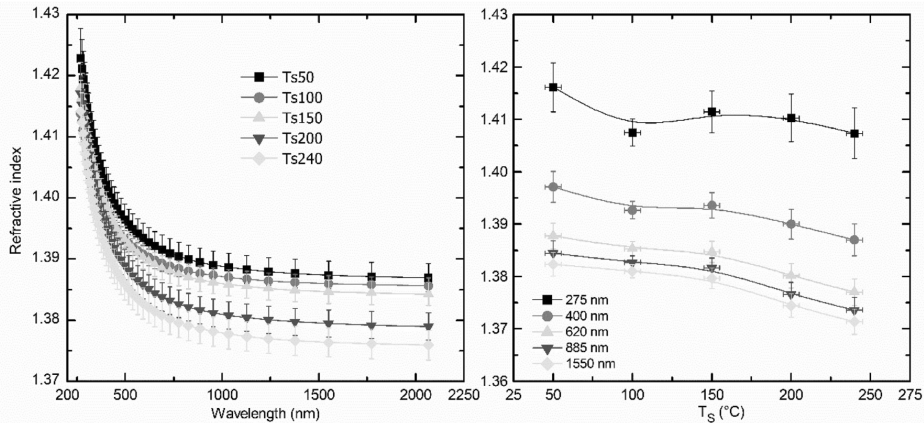 1.43
1.42
1.41
1.40
1.39
1.38
1.37
Refractive index
Ts50
Ts100
Ts150
Ts200
Ts240
200 500 750 1000 1250 1500 1750 2000 2250
Wavelength (nm)
1.43
1.42
1.41
1.40
1.39
1.38
1.37
1.36
275 nm
400 nm
620 nm
885 nm
1550 nm
25 50 75 100 125 150 175 200 225 250 275
TS (°C)